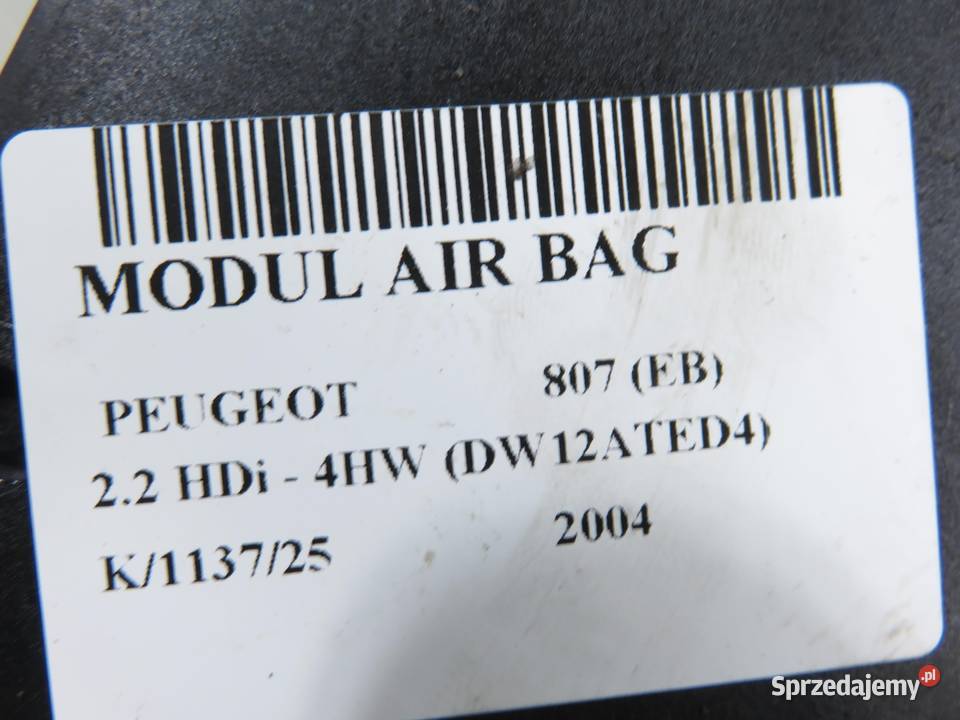 MODUL AIR BAG
PEUGEOT 807 (EB)
2.2 HDi - 4HW (DW12ATED4)
K/1137/25 2004
Sprzedajemy.pl